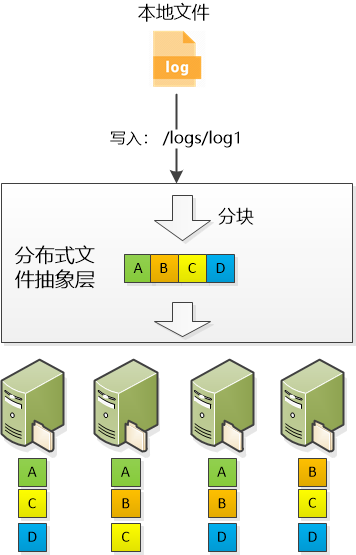 本地文件
log
写入： /logs/log1
分块
分布式文
件抽象层
A B C D
A A A B
C B B C
D C D D